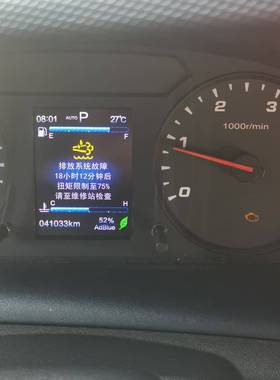 08:01 AUTO P 27℃
E F
排放系统故障
18小时12分钟后
扭矩限制至75%
请至维修站检查
C H
041033km 52%
AdBlue
0 1 2 3
1000r/min